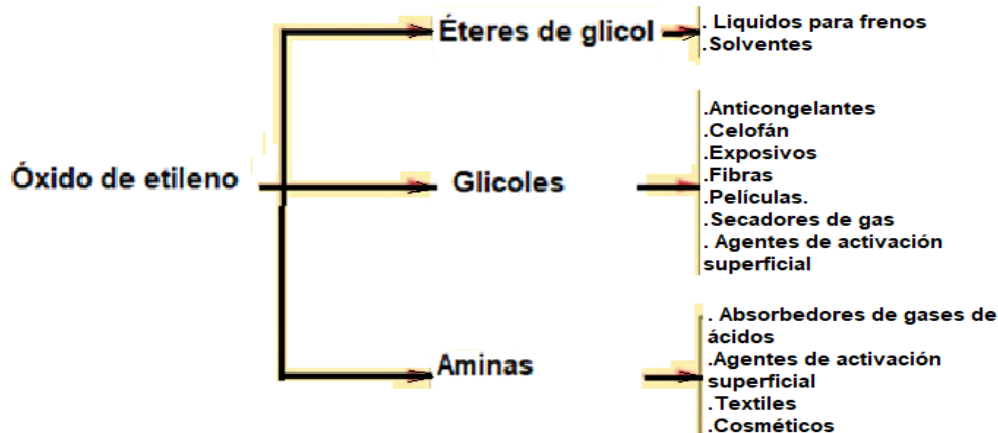 Éteres de glicol
. Liquidos para frenos
.Solventes
Óxido de etileno
Glicoles
.Anticongelantes
.Celofán
.Exposivos
.Fibras
.Películas.
.Secadores de gas
. Agentes de activación
superficial
Aminas
. Absorbedores de gases de
ácidos
.Agentes de activación
superficial
.Textiles
.Cosméticos